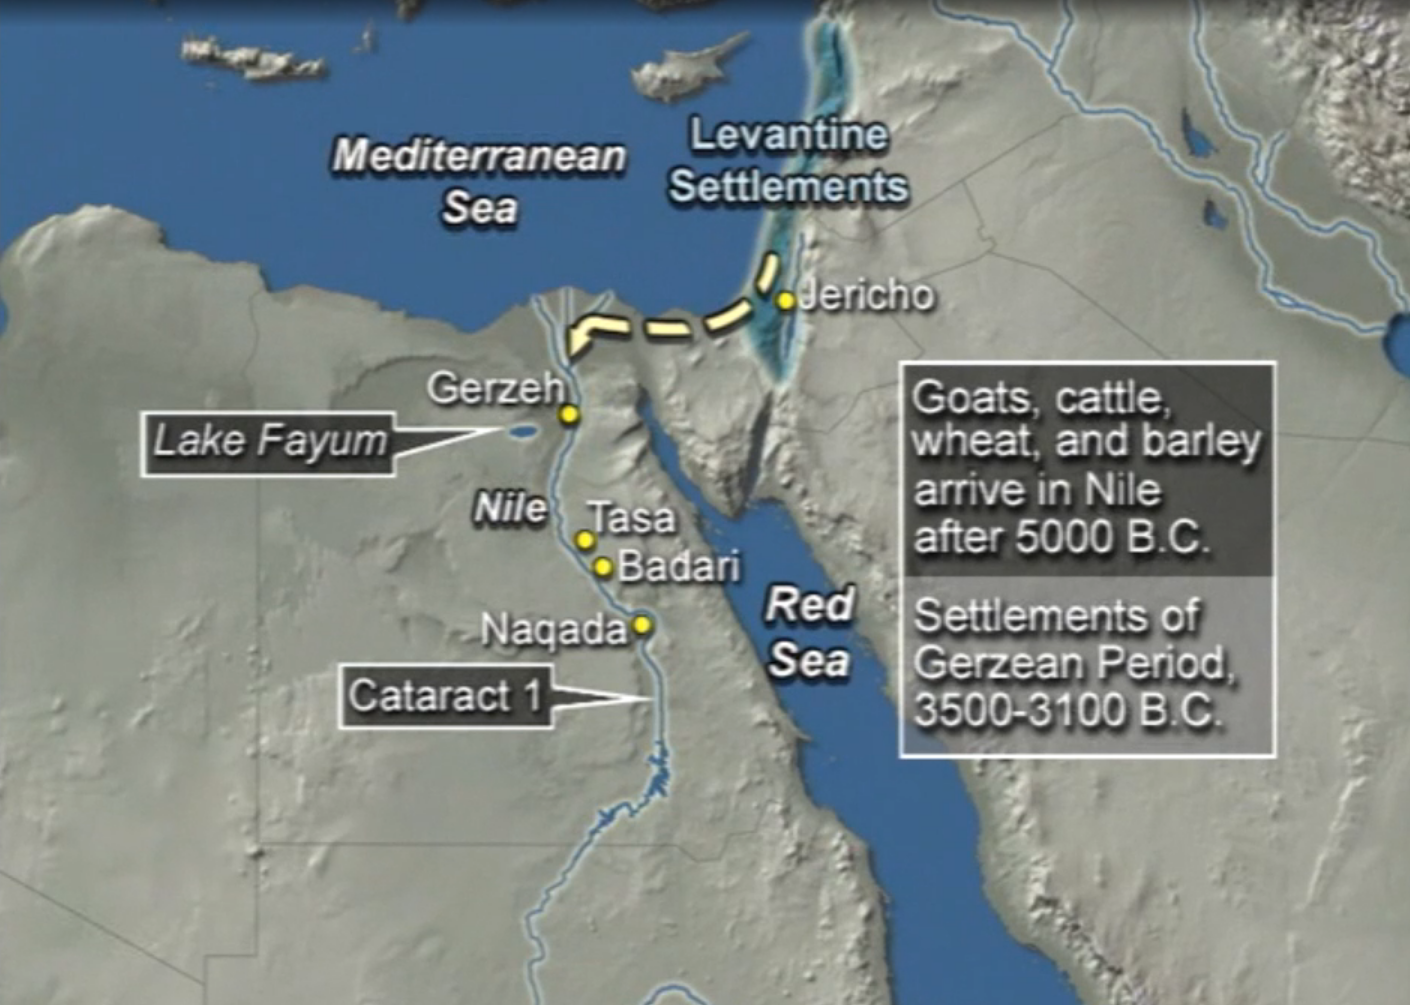 Mediterranean
Sea
Levantine
Settlements
Jericho
Gerzeh
Lake Fayum
Nile
Tasa
Badari
Naqada
Cataract 1
Red
Sea
Goats, cattle,
wheat, and barley
arrive in Nile
after 5000 B.C.
Settlements of
Gerzean Period,
3500-3100 B.C.